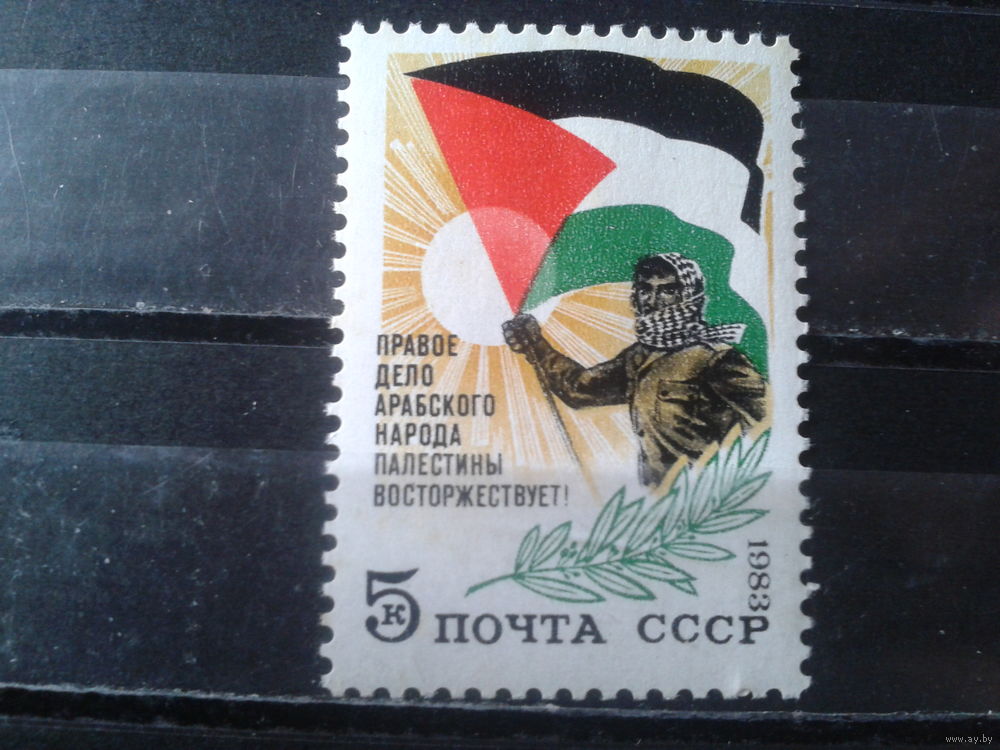 ПРАВОЕ
ДЕЛО
АРАБСКОГО
НАРОДА
ПАЛЕСТИНЫ
ВОСТОРЖЕСТВУЕТ!
5к ПОЧТА СССР
1983
www.ay.by